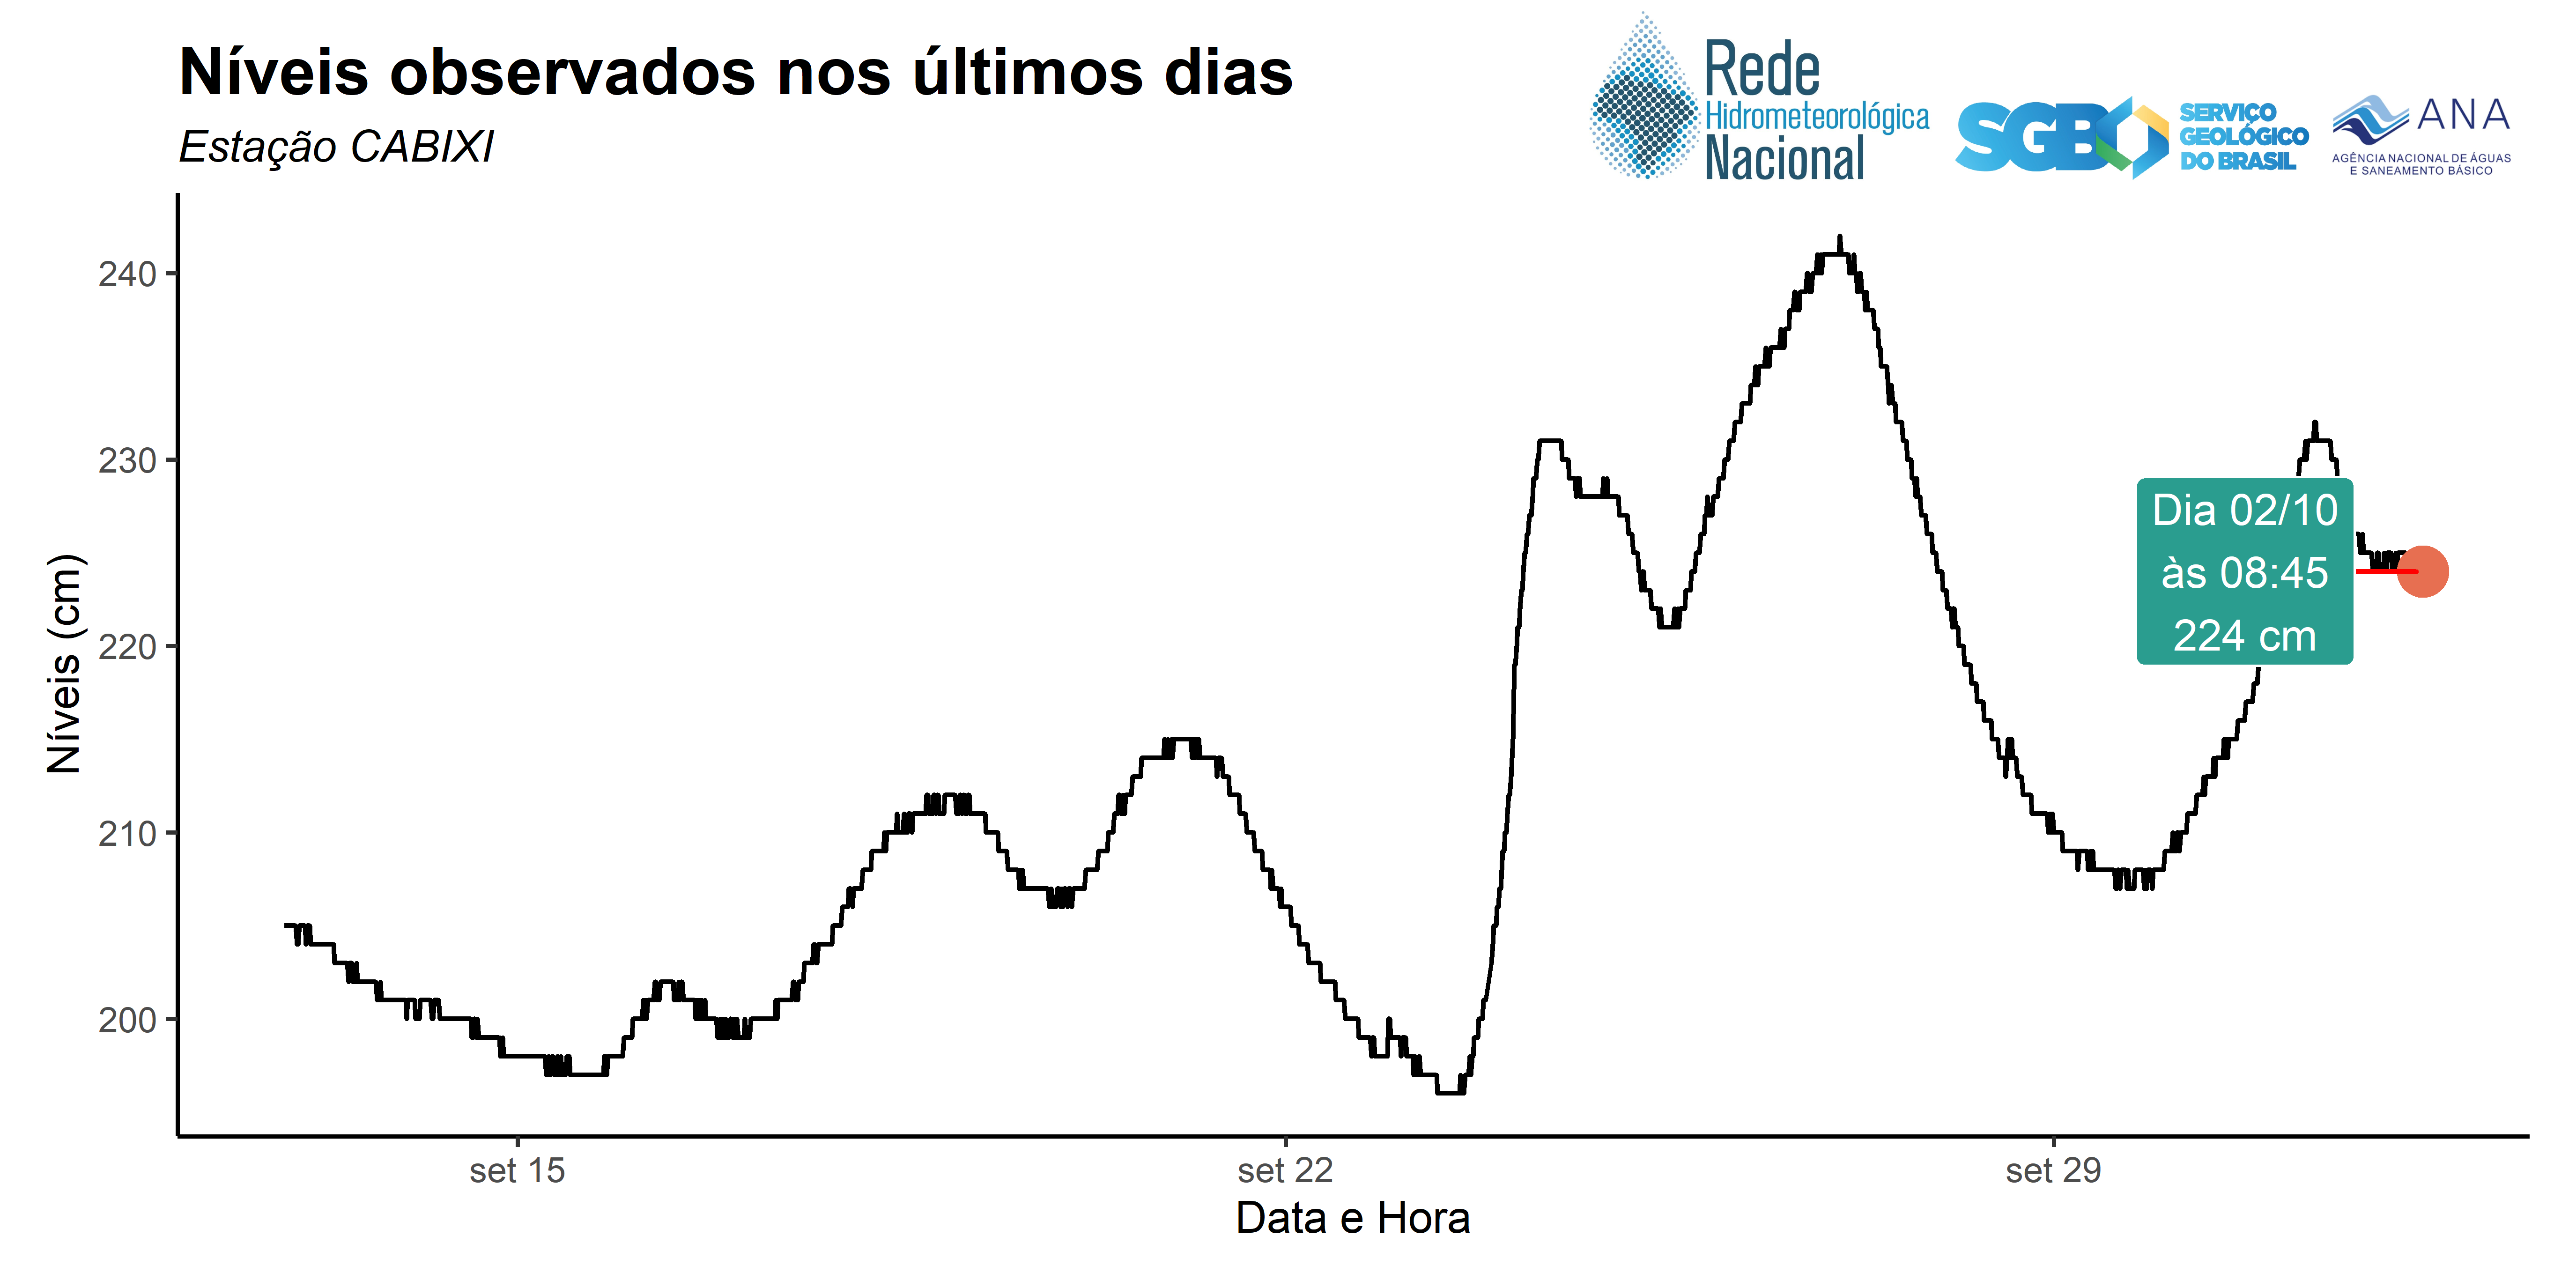 Níveis observados nos últimos dias
Estação CABIXI
Rede
Hidrometeorológica
Nacional
SGB
SERVIÇO
GEOLÓGICO
DO BRASIL
ANA
AGÊNCIA NACIONAL DE ÁGUAS
E SANEAMENTO BÁSICO
Níveis (cm)
240
230
220
210
200
Dia 02/10
às 08:45
224 cm
set 15
set 22
set 29
Data e Hora